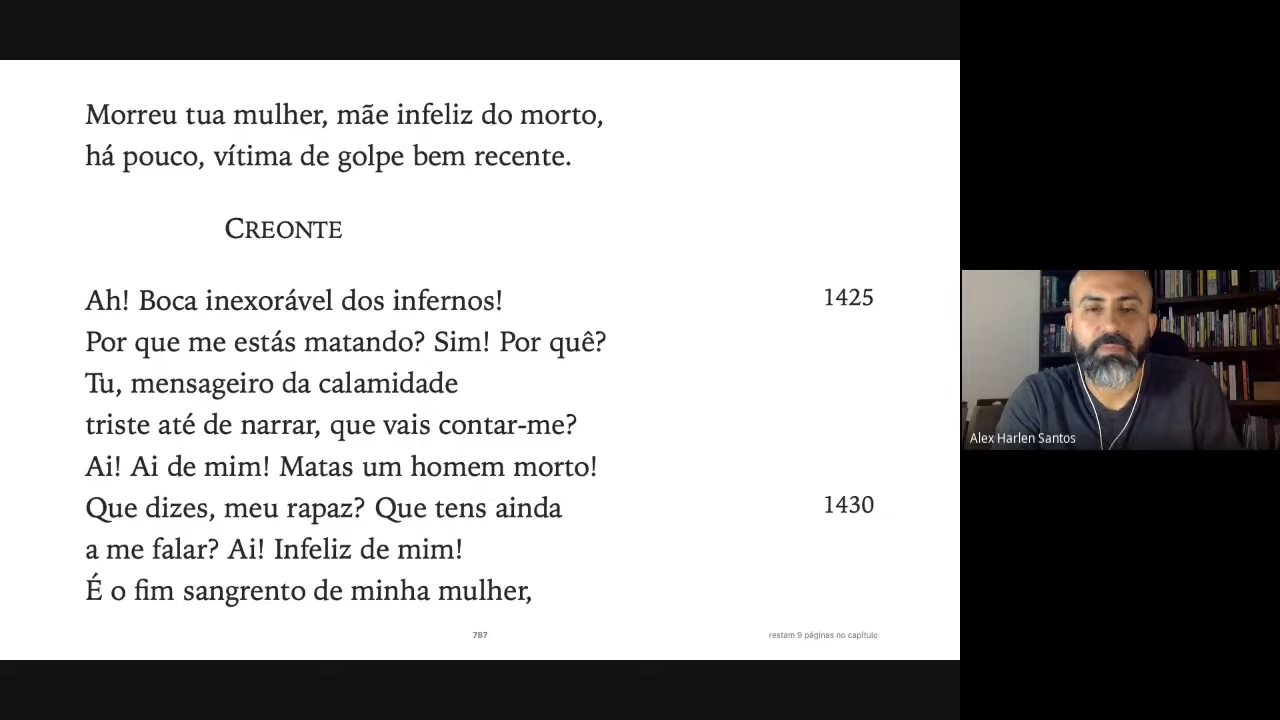 Morreu tua mulher, mãe infeliz do morto,
há pouco, vítima de golpe bem recente.
CREONTE
Ah! Boca inexorável dos infernos! 1425
Por que me estás matando? Sim! Por quê?
Tu, mensageiro da calamidade
triste até de narrar, que vais contar-me?
Ai! Ai de mim! Matas um homem morto!
Que dizes, meu rapaz? Que tens ainda 1430
a me falar? Ai! Infeliz de mim!
É o fim sangrento de minha mulher,
787 restam 9 páginas no capítulo
Alex Harlen Santos